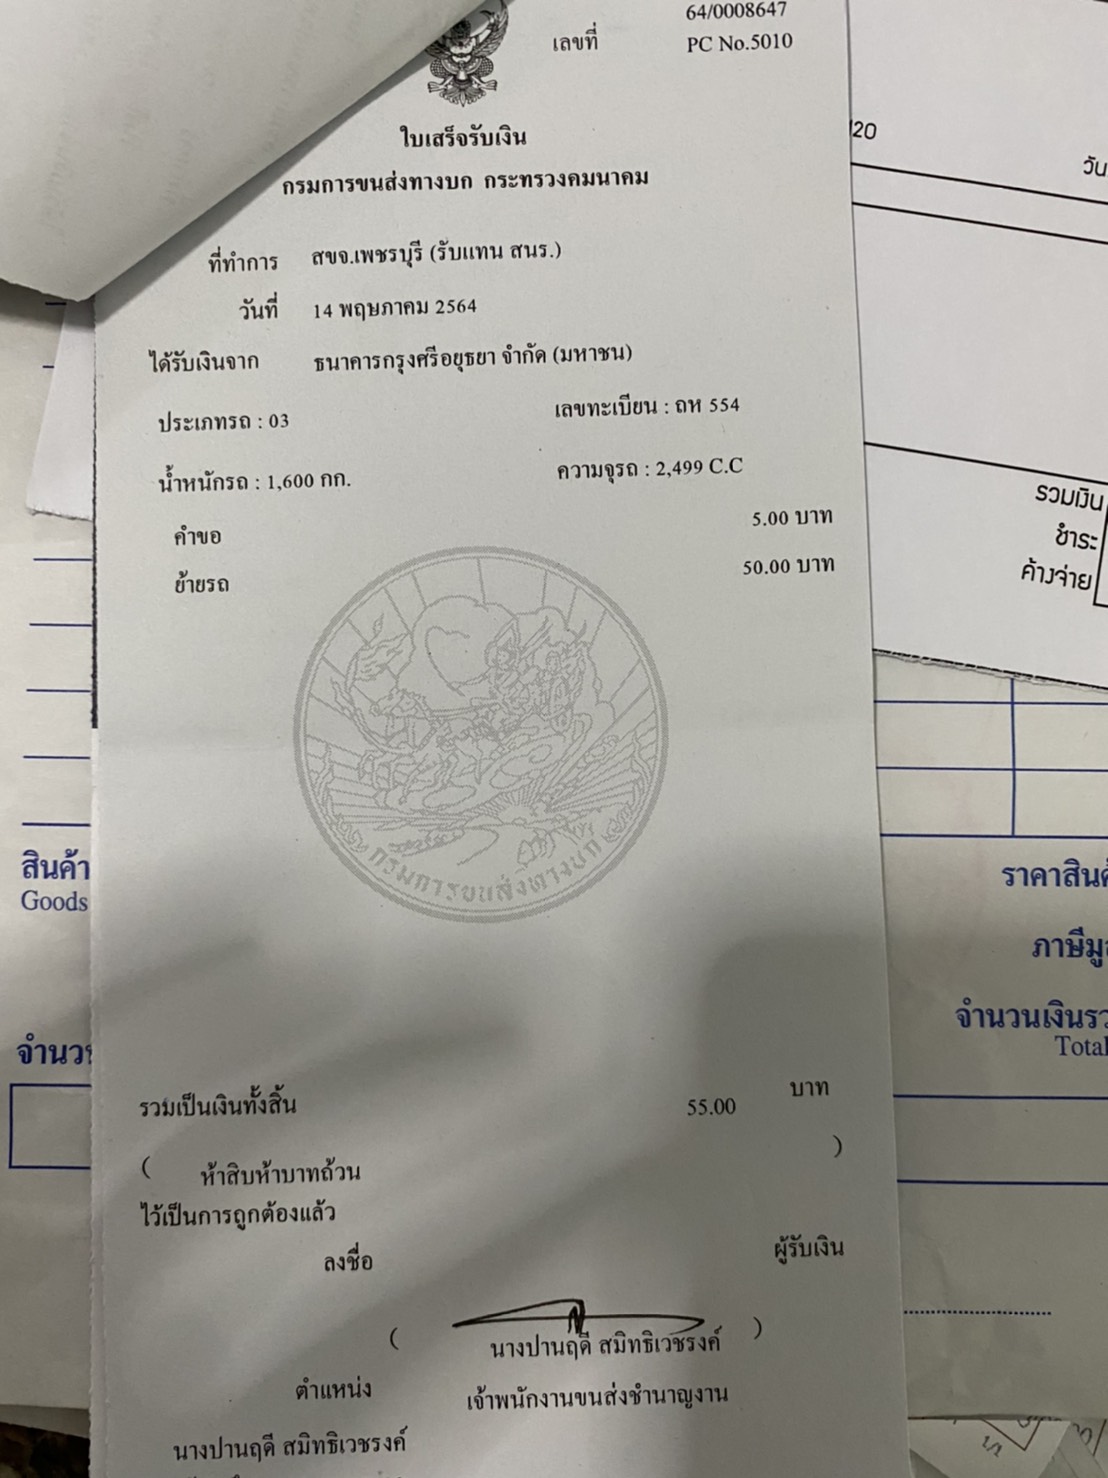 64/0008647
เลขที่ PC No.5010
ใบเสร็จรับเงิน
กรมการขนส่งทางบก กระทรวงคมนาคม
ที่ทำการ สขจ.เพชรบุรี (รับแทน สนร.)
วันที่ 14 พฤษภาคม 2564
ได้รับเงินจาก ธนาคารกรุงศรีอยุธยา จำกัด (มหาชน)
ประเภทรถ : 03 เลขทะเบียน : ถห 554
น้ำหนักรถ : 1,600 กก. ความจุรถ : 2,499 C.C
คำขอ 5.00 บาท
ย้ายรถ 50.00 บาท
กรมการขนส่งทางบก
รวมเป็นเงินทั้งสิ้น 55.00 บาท
( ห้าสิบห้าบาทถ้วน )
ไว้เป็นการถูกต้องแล้ว
ลงชื่อ ผู้รับเงิน
( นางปานฤดี สมิทธิเวชรงค์ )
ตำแหน่ง เจ้าพนักงานขนส่งชำนาญงาน
นางปานฤดี สมิทธิเวชรงค์
/20
วัน
รวมเงิน
ชำระ
ค้างจ่าย
สินค้า
Goods
ราคาสินค้
ภาษีมู
จำนวนเงินรว
Total
จำนว